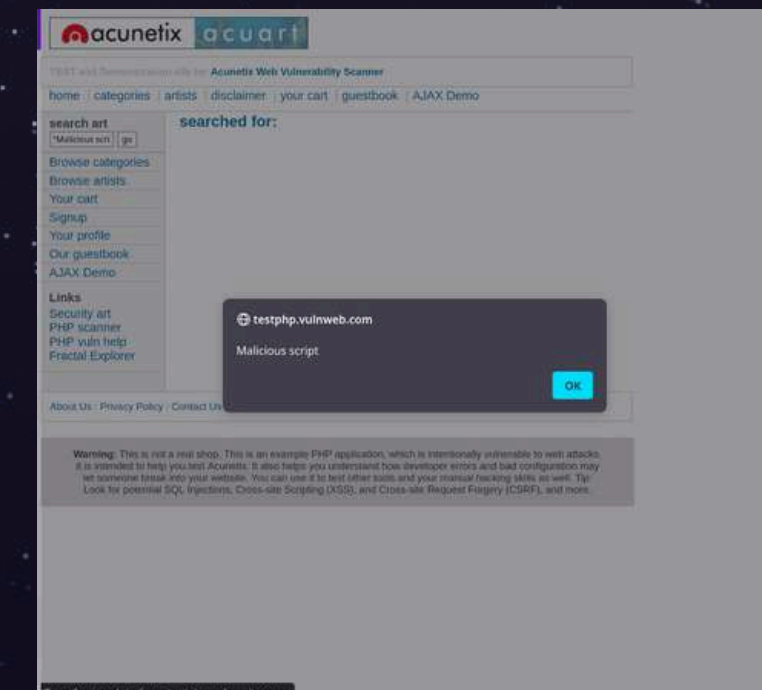 acunetix acuart
TEST and Demonstration site for Acunetix Web Vulnerability Scanner
home categories artists disclaimer your cart guestbook AJAX Demo
search art
"Malicious scri go
Browse categories
Browse artists
Your cart
Signup
Your profile
Our guestbook
AJAX Demo
Links
Security art
PHP scanner
PHP vuln help
Fractal Explorer
searched for:
testphp.vulnweb.com
Malicious script
OK
About Us Privacy Policy Contact Us
Warning: This is not a real shop. This is an example PHP application, which is intentionally vulnerable to web attacks.
It is intended to help you test Acunetix. It also helps you understand how developer errors and bad configuration may
let someone break into your website. You can use it to test other tools and your manual hacking skills as well. Tip:
Look for potential SQL Injections, Cross-site Scripting (XSS), and Cross-site Request Forgery (CSRF), and more.